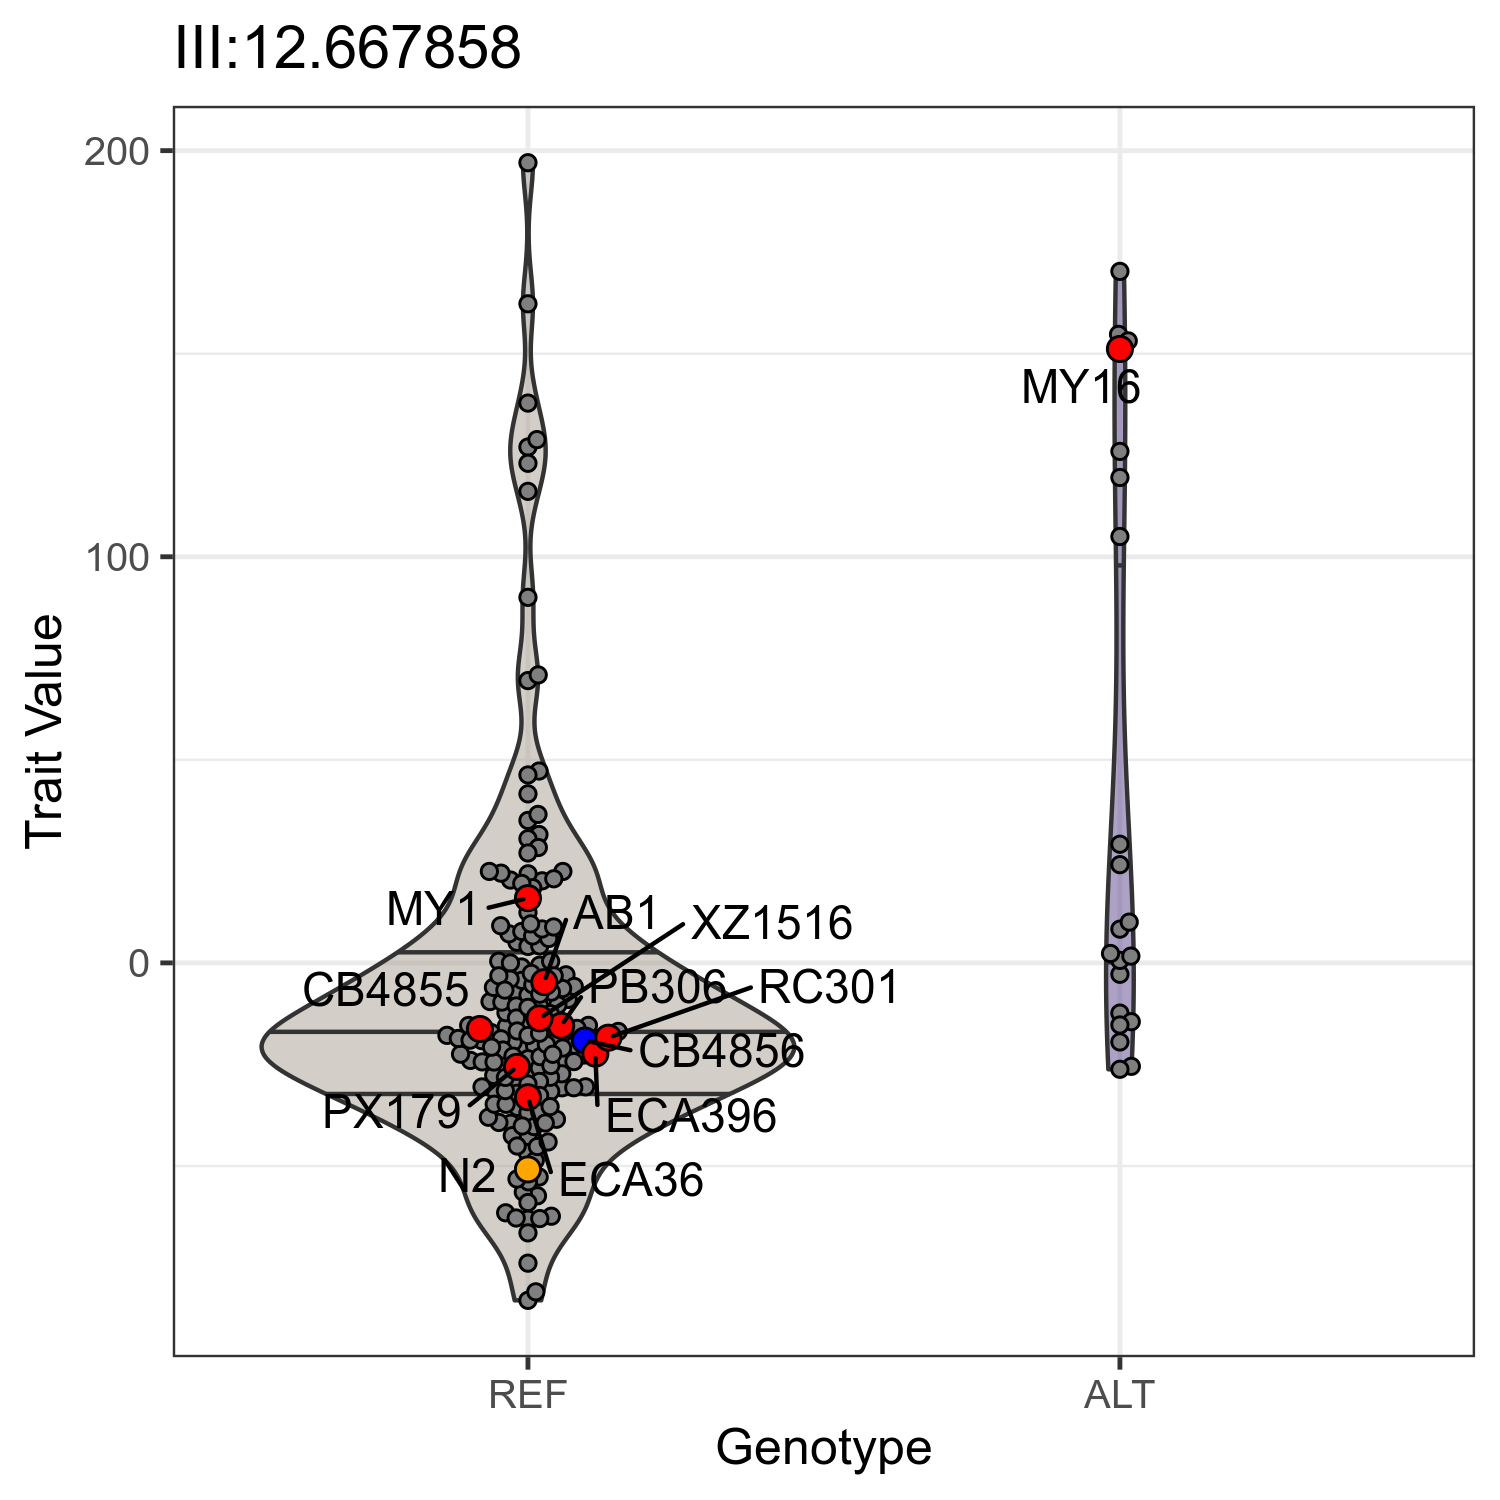 III:12.667858
200
100
0
Trait Value
MY16
MY1
AB1
XZ1516
CB4855
PB306
RC301
CB4856
PX179
ECA396
N2
ECA36
REF
ALT
Genotype